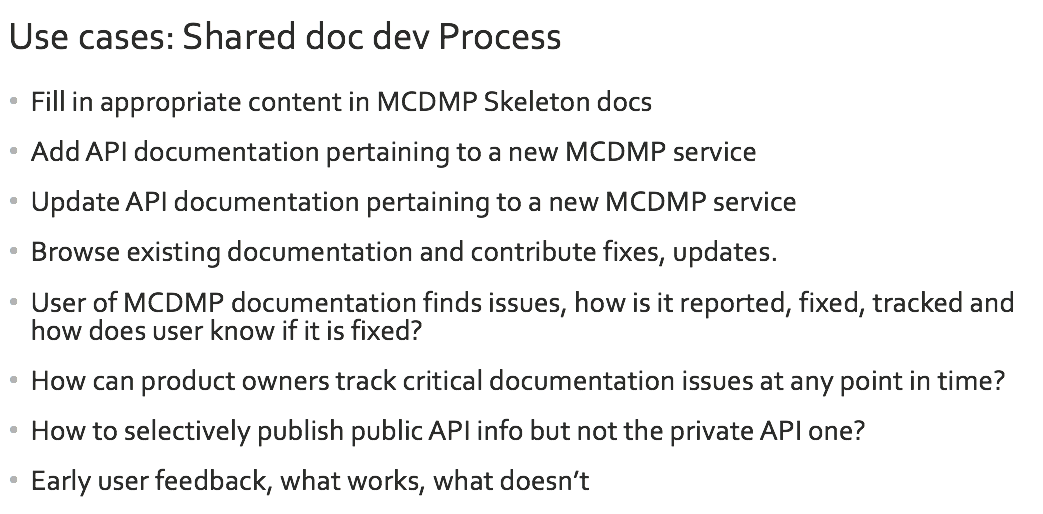 Use cases: Shared doc dev Process
• Fill in appropriate content in MCDMP Skeleton docs
• Add API documentation pertaining to a new MCDMP service
• Update API documentation pertaining to a new MCDMP service
• Browse existing documentation and contribute fixes, updates.
• User of MCDMP documentation finds issues, how is it reported, fixed, tracked and
how does user know if it is fixed?
• How can product owners track critical documentation issues at any point in time?
• How to selectively publish public API info but not the private API one?
• Early user feedback, what works, what doesn’t